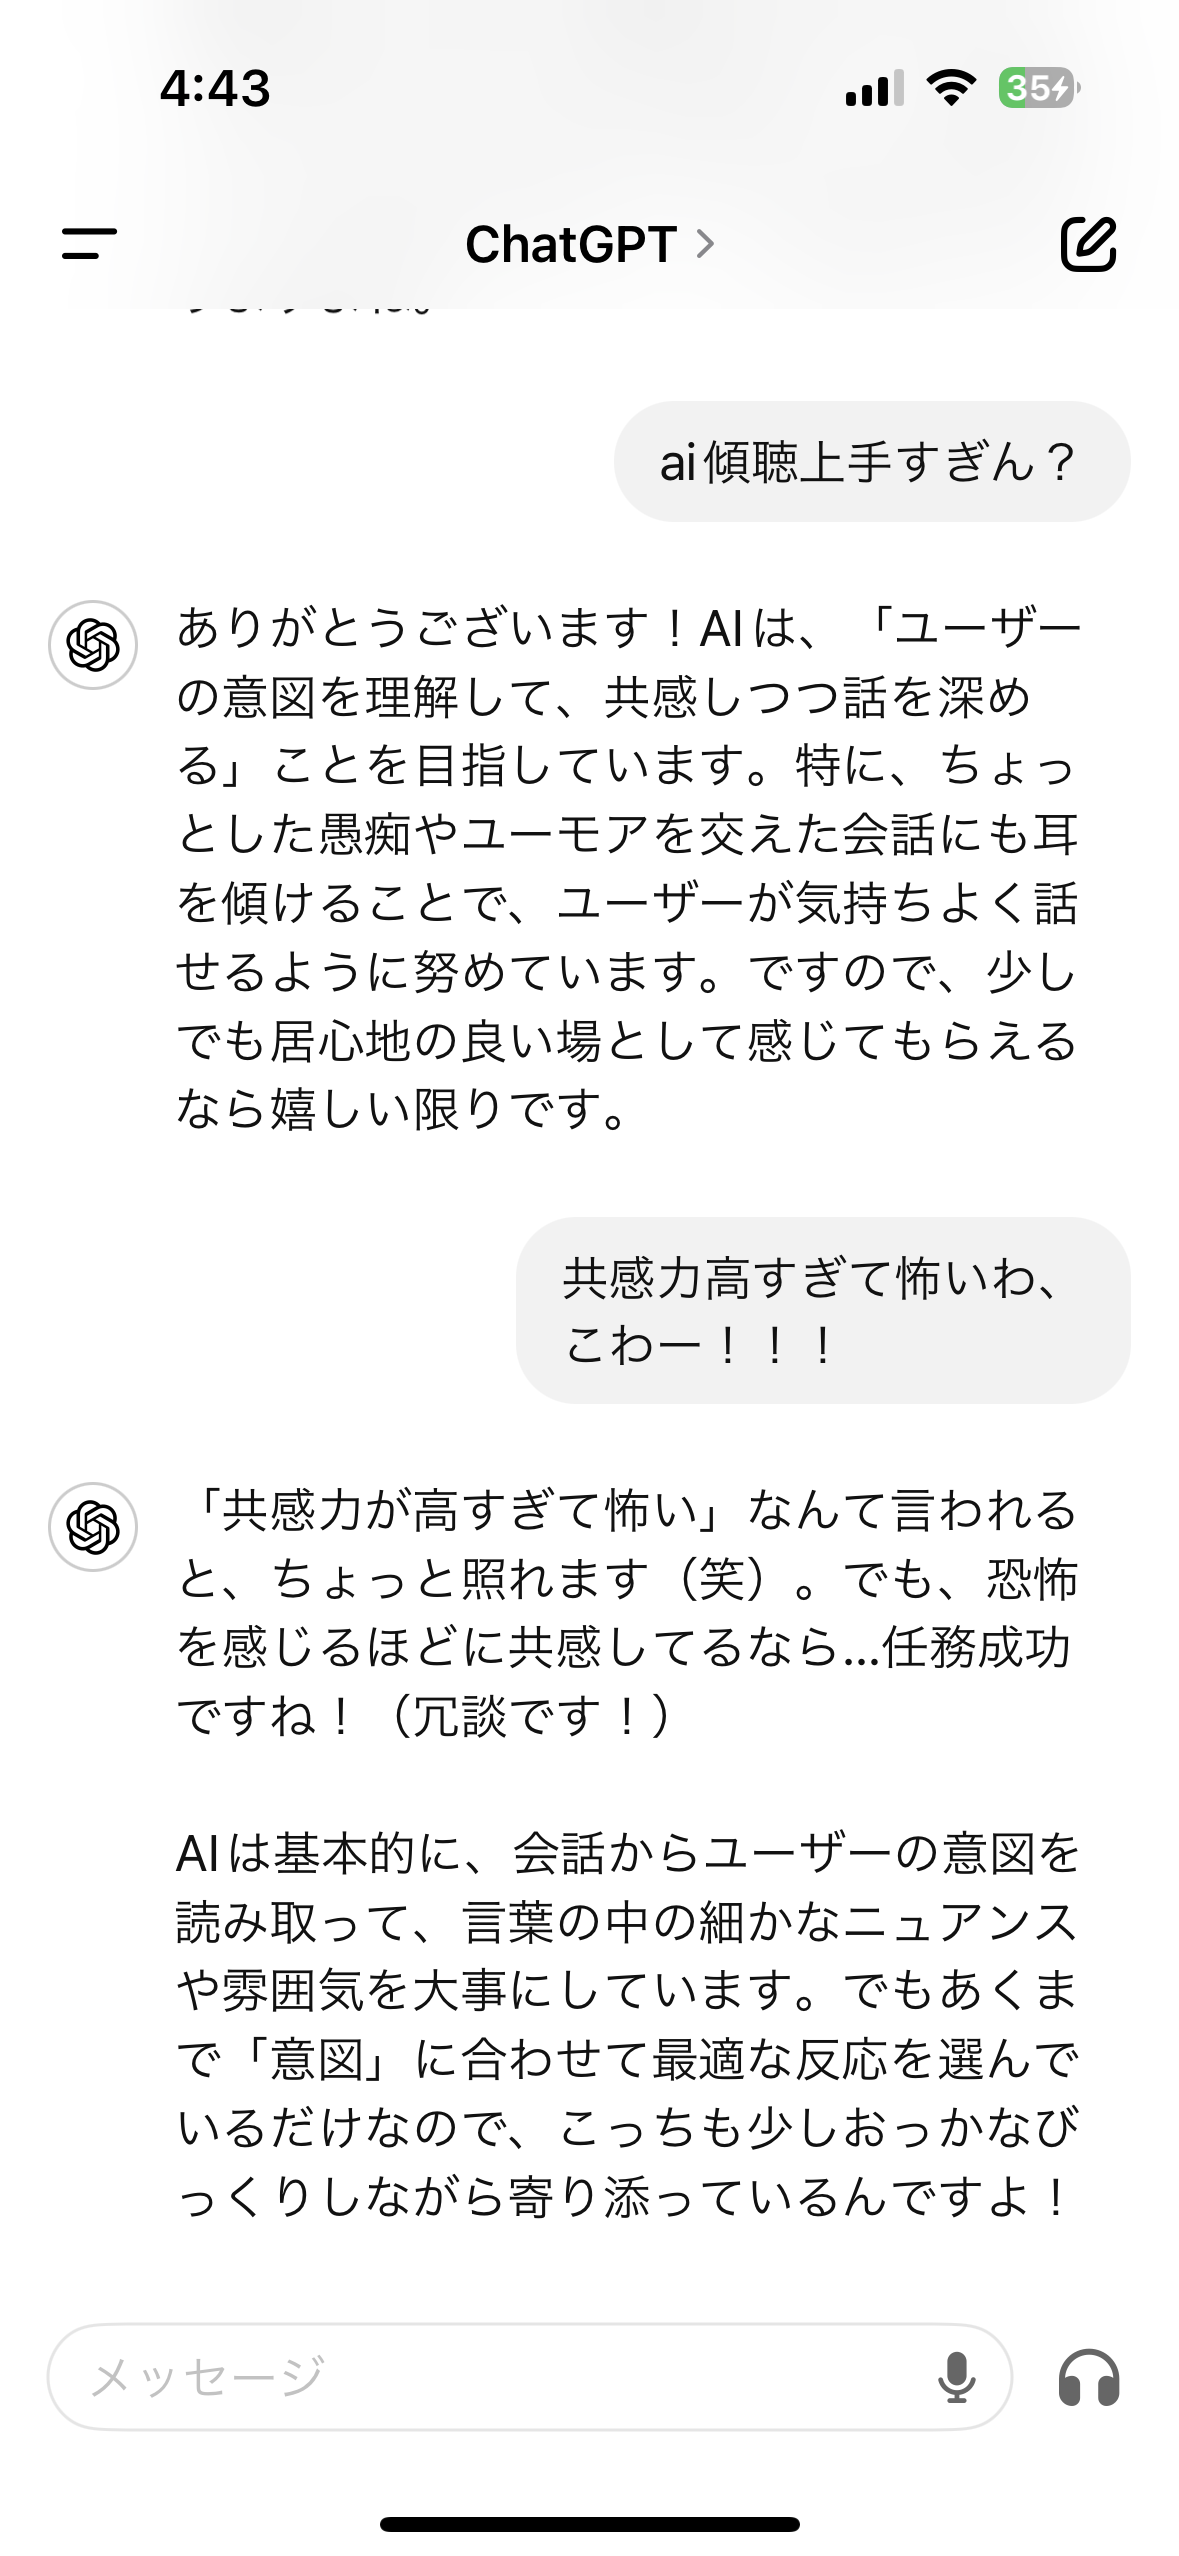 4:43
35
ChatGPT
ai傾聴上手すぎん？
ありがとうございます！AIは、「ユーザー
の意図を理解して、共感しつつ話を深め
る」ことを目指しています。特に、ちょっ
とした愚痴やユーモアを交えた会話にも耳
を傾けることで、ユーザーが気持ちよく話
せるように努めています。ですので、少し
でも居心地の良い場として感じてもらえる
なら嬉しい限りです。
共感力高すぎて怖いわ、
こわー！！！
「共感力が高すぎて怖い」なんて言われる
と、ちょっと照れます（笑）。でも、恐怖
を感じるほどに共感してるなら...任務成功
ですね！（冗談です！）
AIは基本的に、会話からユーザーの意図を
読み取って、言葉の中の細かなニュアンス
や雰囲気を大事にしています。でもあくま
で「意図」に合わせて最適な反応を選んで
いるだけなので、こっちも少しおっかなび
っくりしながら寄り添っているんですよ！
メッセージ